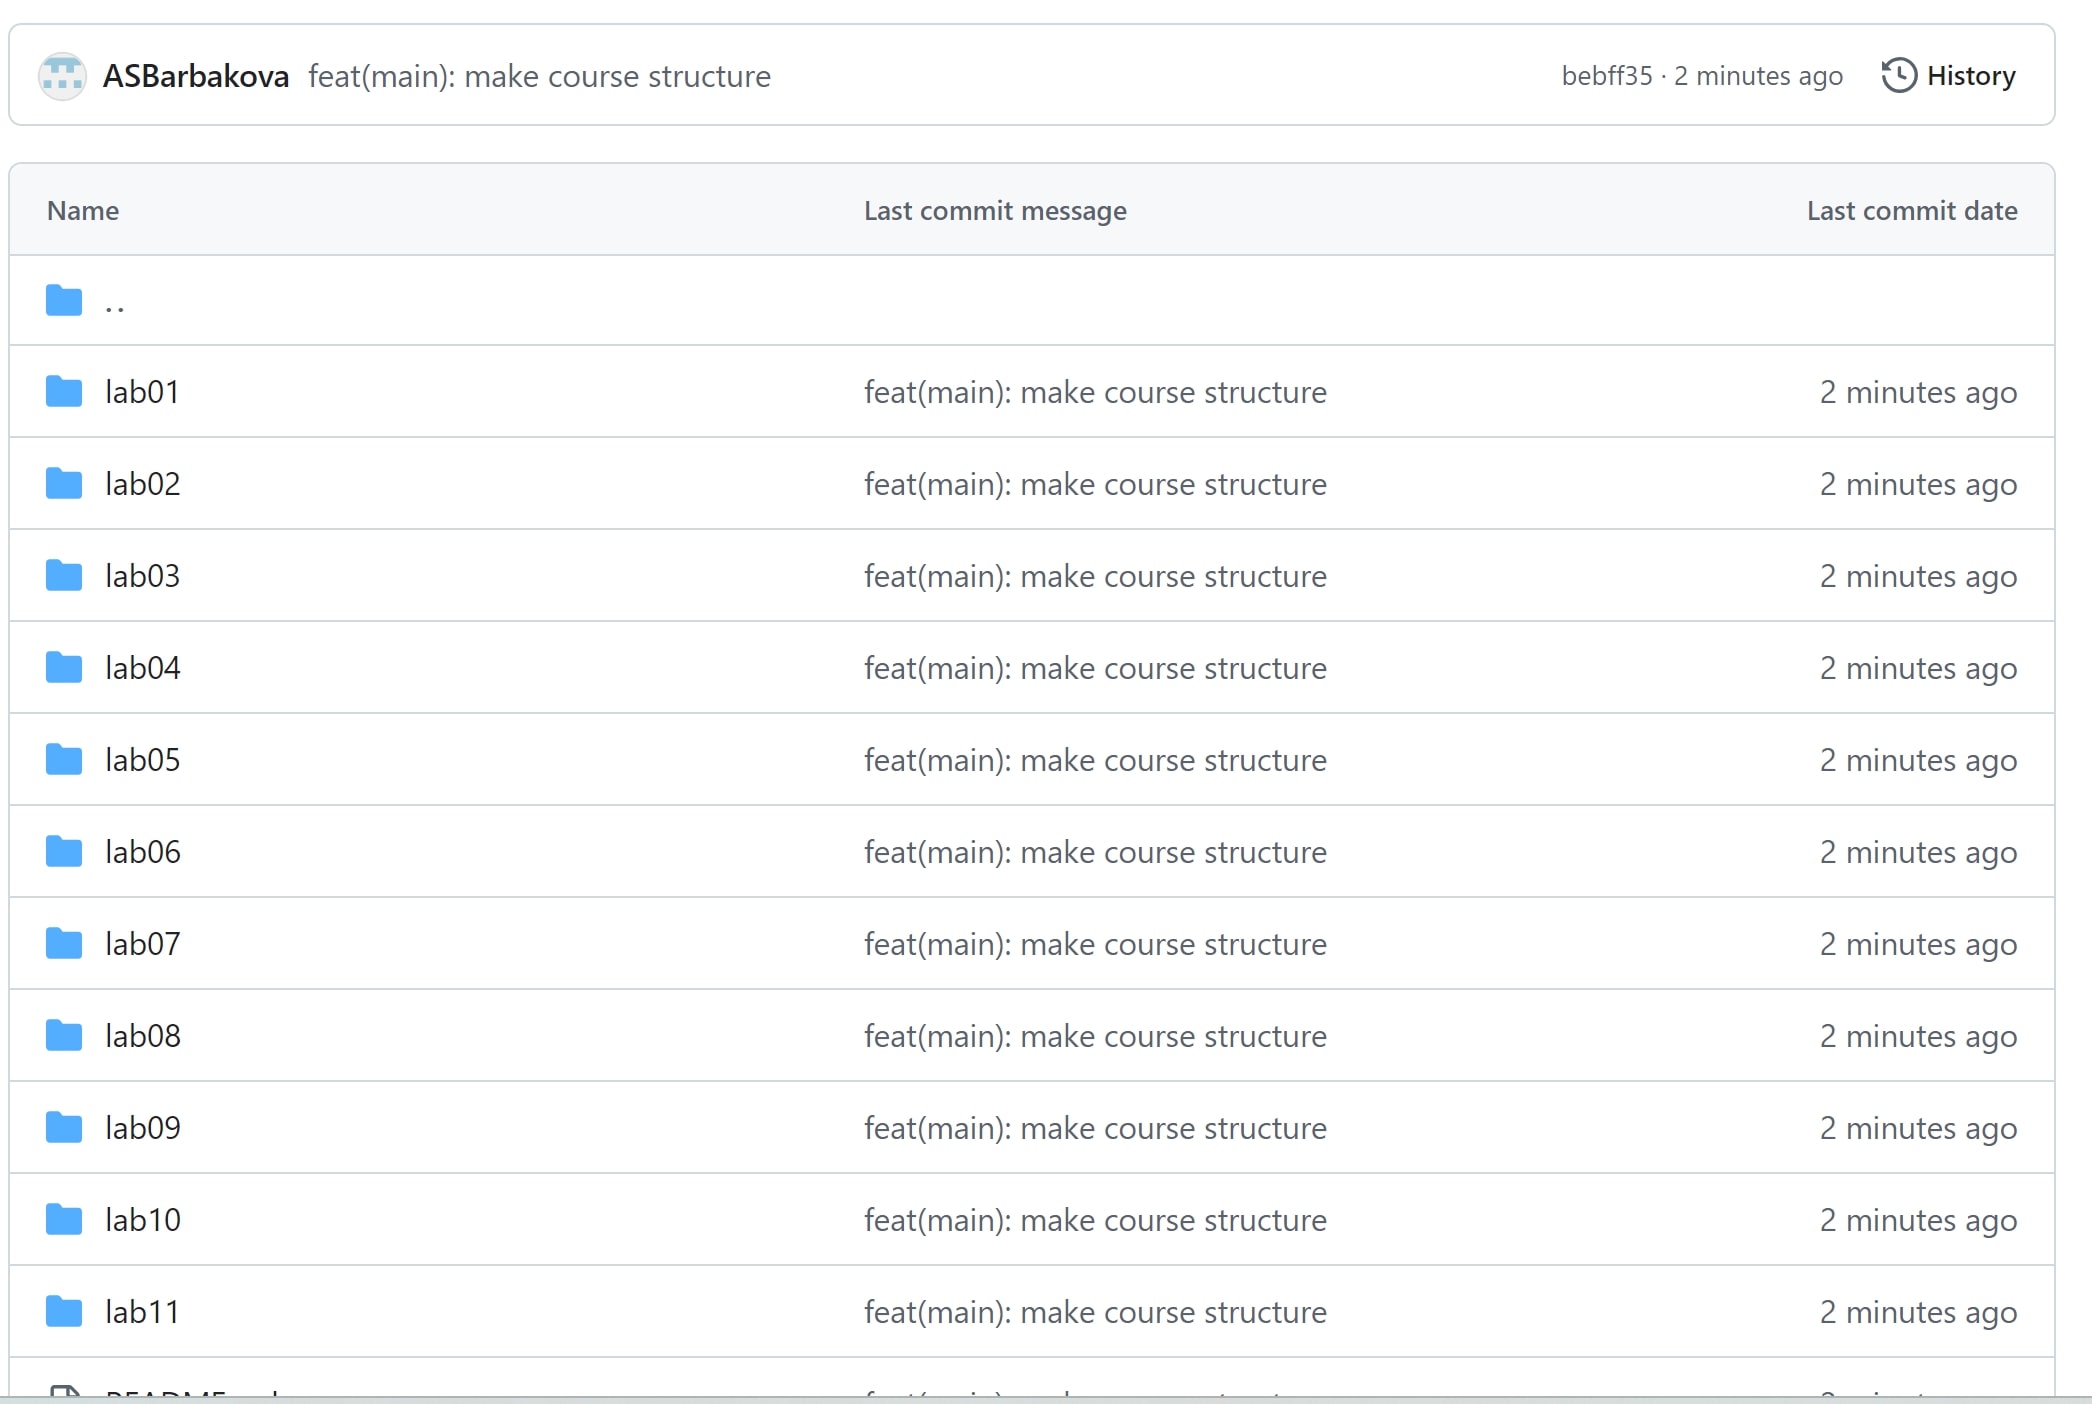 ASBarbakova feat(main): make course structure bebff35 · 2 minutes ago History
Name Last commit message Last commit date
..
lab01 feat(main): make course structure 2 minutes ago
lab02 feat(main): make course structure 2 minutes ago
lab03 feat(main): make course structure 2 minutes ago
lab04 feat(main): make course structure 2 minutes ago
lab05 feat(main): make course structure 2 minutes ago
lab06 feat(main): make course structure 2 minutes ago
lab07 feat(main): make course structure 2 minutes ago
lab08 feat(main): make course structure 2 minutes ago
lab09 feat(main): make course structure 2 minutes ago
lab10 feat(main): make course structure 2 minutes ago
lab11 feat(main): make course structure 2 minutes ago